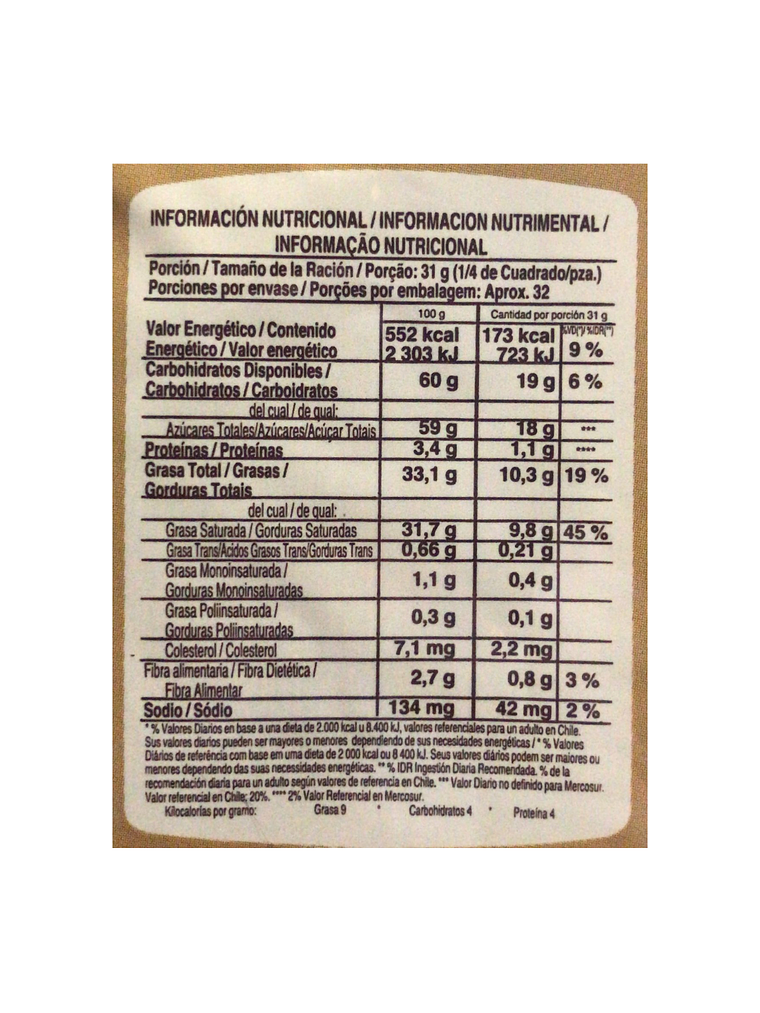 INFORMACIÓN NUTRICIONAL / INFORMACION NUTRIMENTAL /
INFORMAÇÃO NUTRICIONAL
Porción / Tamaño de la Ración / Porção: 31 g (1/4 de Cuadrado/pza.)
Porciones por envase / Porções por embalagem: Aprox. 32
100 g Cantidad por porción 31 g
Valor Energético / Contenido 552 kcal 173 kcal %VD(*)/ %IDR(**)
Energético / Valor energético 2 303 kJ 723 kJ 9 %
Carbohidratos Disponibles /
Carbohidratos / Carboidratos 60 g 19 g 6 %
del cual / de qual:
Azúcares Totales/Azúcares/Acúçar Totais 59 g 18 g ***
Proteínas / Proteínas 3,4 g 1,1 g ****
Grasa Total / Grasas / 33,1 g 10,3 g 19 %
Gorduras Totais
del cual / de qual:
Grasa Saturada / Gorduras Saturadas 31,7 g 9,8 g 45 %
Grasa Trans/Acidos Grasos Trans/Gorduras Trans 0,66 g 0,21 g
Grasa Monoinsaturada / 1,1 g 0,4 g
Gorduras Monoinsaturadas
Grasa Poliinsaturada / 0,3 g 0,1 g
Gorduras Poliinsaturadas
Colesterol / Colesterol 7,1 mg 2,2 mg
Fibra alimentaria / Fibra Dietética / 2,7 g 0,8 g 3 %
Fibra Alimentar
Sodio / Sódio 134 mg 42 mg 2 %
* % Valores Diarios en base a una dieta de 2.000 kcal u 8.400 kJ, valores referenciales para un adulto en Chile.
Sus valores diarios pueden ser mayores o menores dependiendo de sus necesidades energéticas / * % Valores
Diários de referência com base em uma dieta de 2 000 kcal ou 8 400 kJ. Seus valores diários podem ser maiores ou
menores dependendo das suas necessidades energéticas. ** % IDR Ingestión Diaria Recomendada. % de la
recomendación diaria para un adulto según valores de referencia en Chile. *** Valor Diario no definido para Mercosur.
Valor referencial en Chile; 20%. **** 2% Valor Referencial en Mercosur.
Kilocalorías por gramo: Grasa 9 * Carbohidratos 4 * Proteína 4